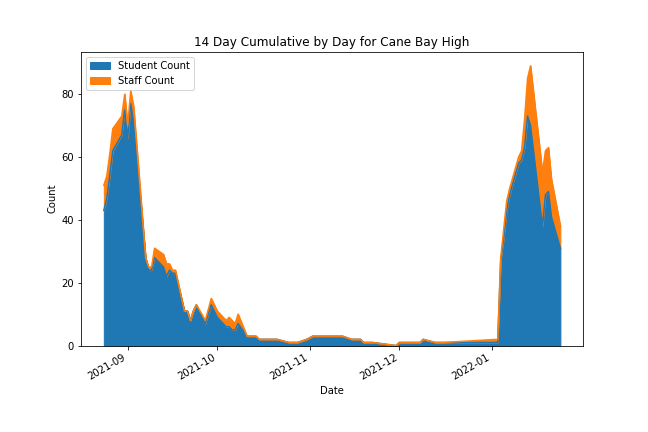 14 Day Cumulative by Day for Cane Bay High
Student Count
Staff Count
80
60
40
20
0
Count
2021-09
2021-10
2021-11
2021-12
2022-01
Date